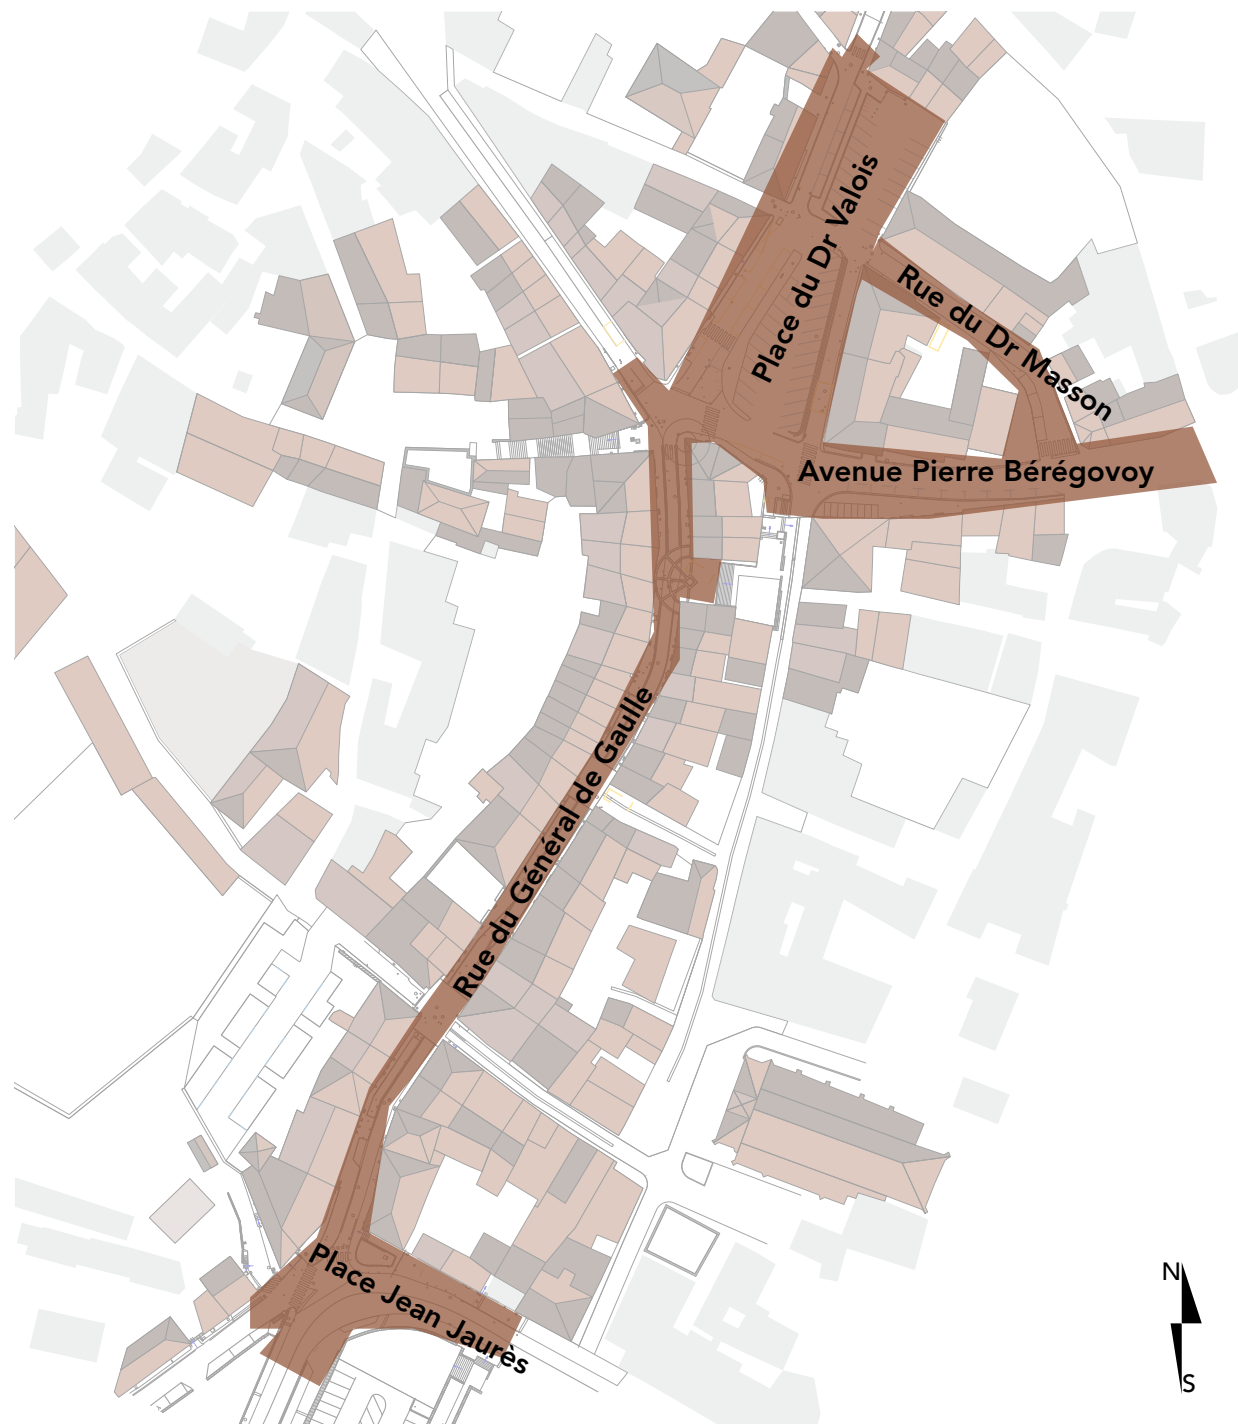 Place du Dr Valois
Rue du Dr Masson
Avenue Pierre Bérégovoy
Rue du Général de Gaulle
Place Jean Jaurès
N
S